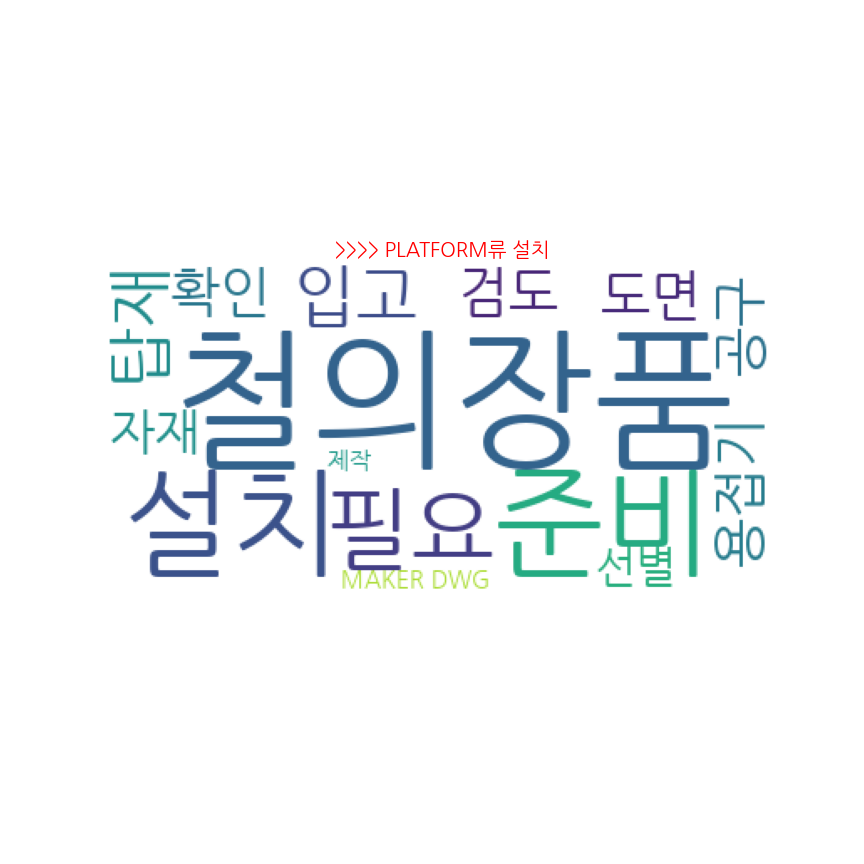 >>>> PLATFORM류 설치
탑재
확인
입고
검도
도면
공구
철의장품
자재
제작
설치
필요
준비
용접기
선별
MAKER DWG